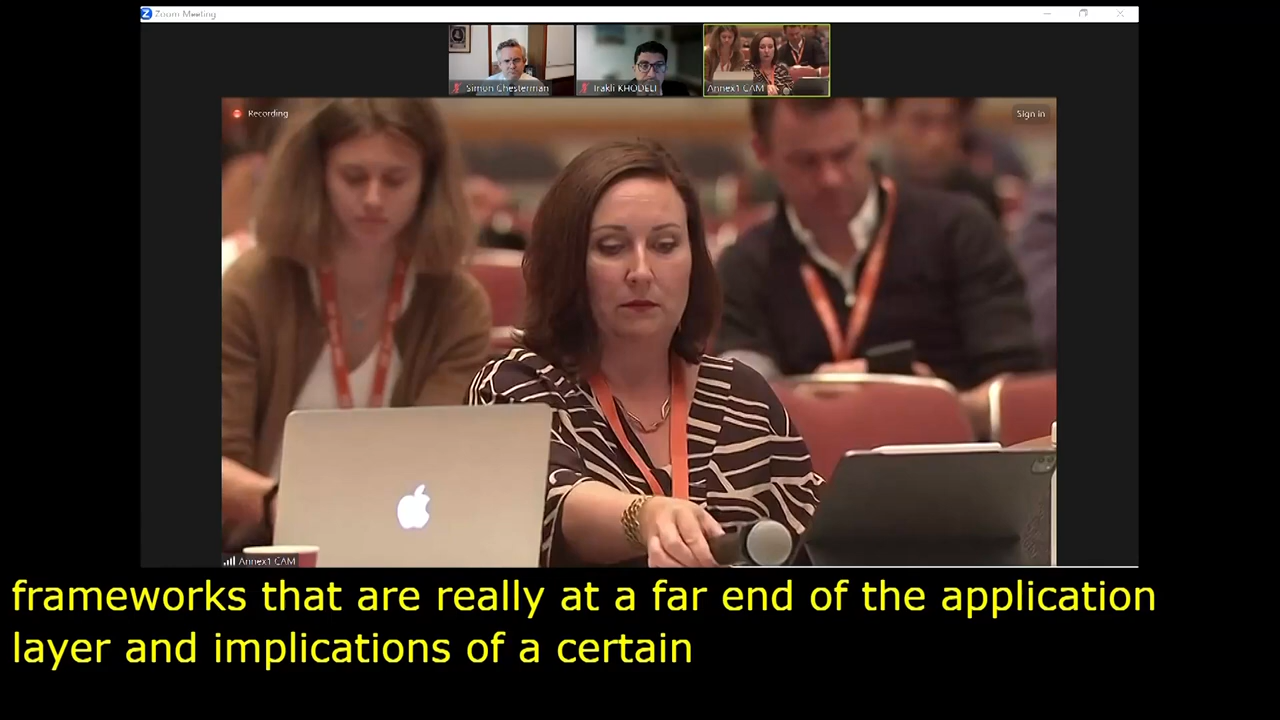 Zoom Meeting
Simon Chesterman
Irakli KHODELI
Annex1 CAM
Recording
Sign in
Annex1 CAM
frameworks that are really at a far end of the application
layer and implications of a certain